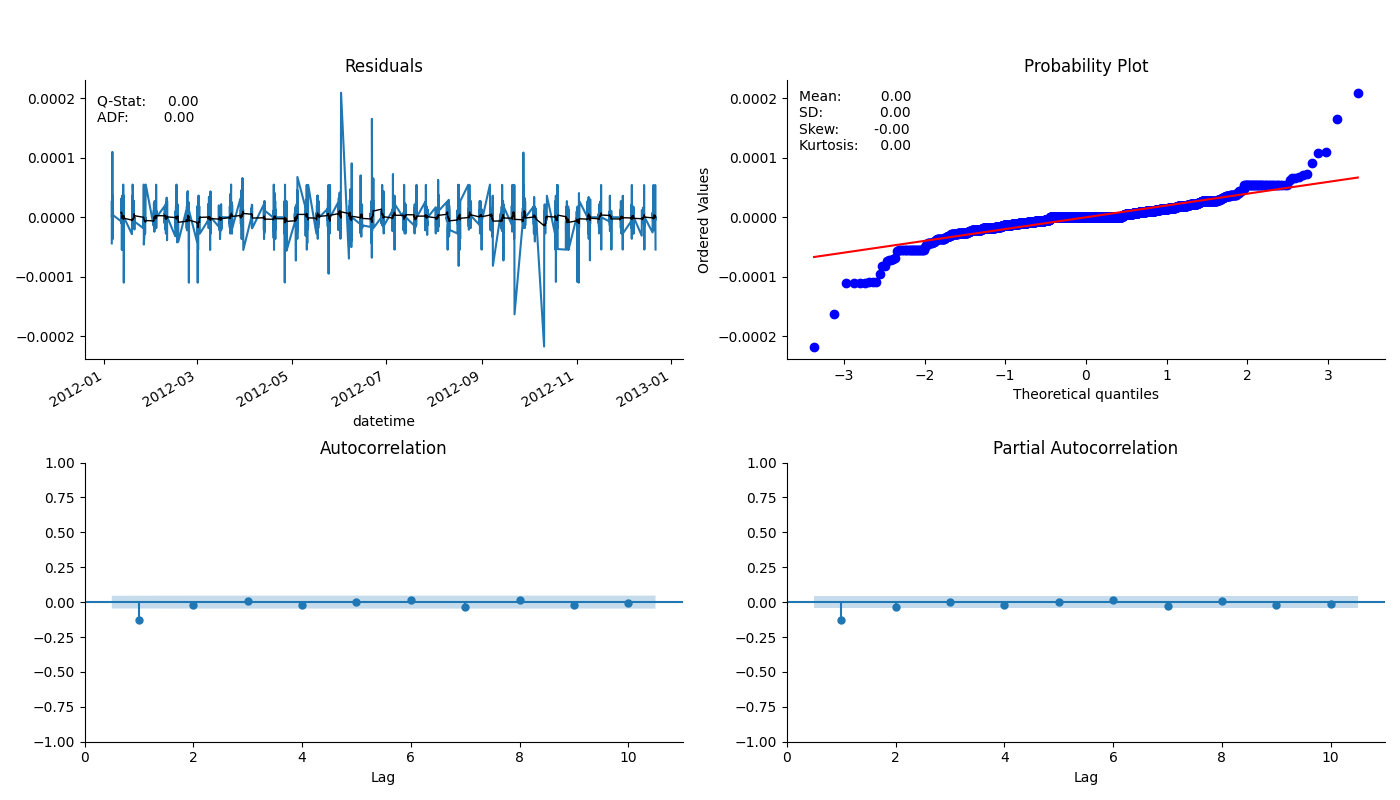 Residuals
Q-Stat: 0.00
ADF: 0.00
0.0002
0.0001
0.0000
−0.0001
−0.0002
2012-01
2012-03
2012-05
2012-07
2012-09
2012-11
2013-01
datetime
Probability Plot
Mean: 0.00
SD: 0.00
Skew: -0.00
Kurtosis: 0.00
Ordered Values
0.0002
0.0001
0.0000
−0.0001
−0.0002
−3 −2 −1 0 1 2 3
Theoretical quantiles
Autocorrelation
1.00
0.75
0.50
0.25
0.00
−0.25
−0.50
−0.75
−1.00
0 2 4 6 8 10
Lag
Partial Autocorrelation
1.00
0.75
0.50
0.25
0.00
−0.25
−0.50
−0.75
−1.00
0 2 4 6 8 10
Lag